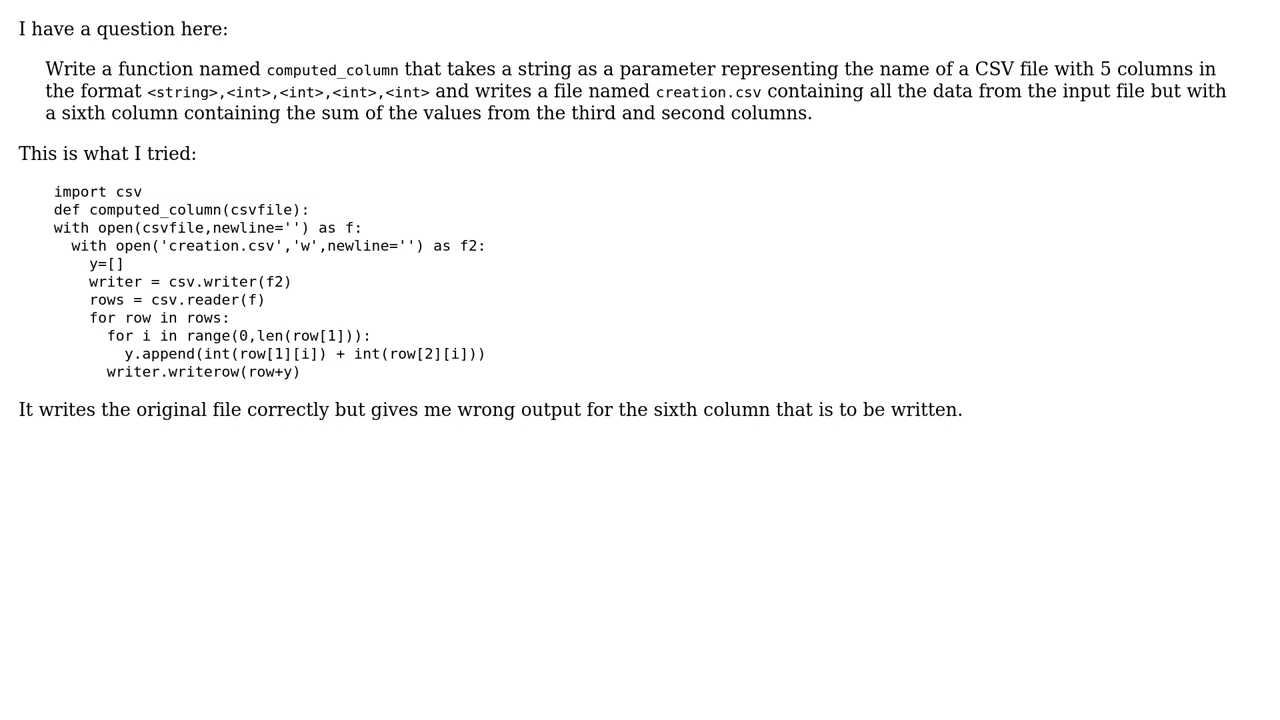 I have a question here:
Write a function named computed_column that takes a string as a parameter representing the name of a CSV file with 5 columns in
the format <string>,<int>,<int>,<int>,<int> and writes a file named creation.csv containing all the data from the input file but with
a sixth column containing the sum of the values from the third and second columns.
This is what I tried:
import csv
def computed_column(csvfile):
with open(csvfile,newline='') as f:
  with open('creation.csv','w',newline='') as f2:
    y=[]
    writer = csv.writer(f2)
    rows = csv.reader(f)
    for row in rows:
      for i in range(0,len(row[1])):
        y.append(int(row[1][i]) + int(row[2][i]))
      writer.writerow(row+y)
It writes the original file correctly but gives me wrong output for the sixth column that is to be written.